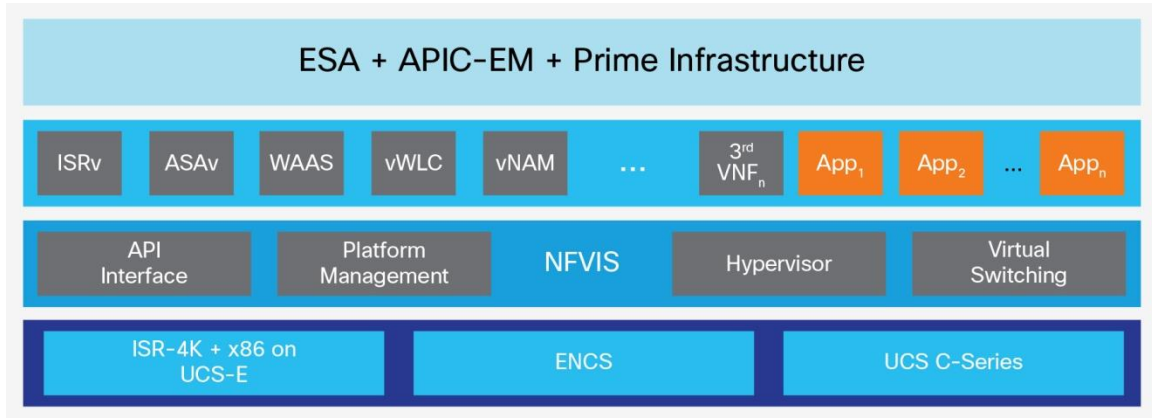 ESA + APIC-EM + Prime Infrastructure
ISRv ASAv WAAS vWLC vNAM ... 3rd VNFn App1 App2 ... Appn
API Interface
Platform Management
NFVIS
Hypervisor
Virtual Switching
ISR-4K + x86 on UCS-E
ENCS
UCS C-Series